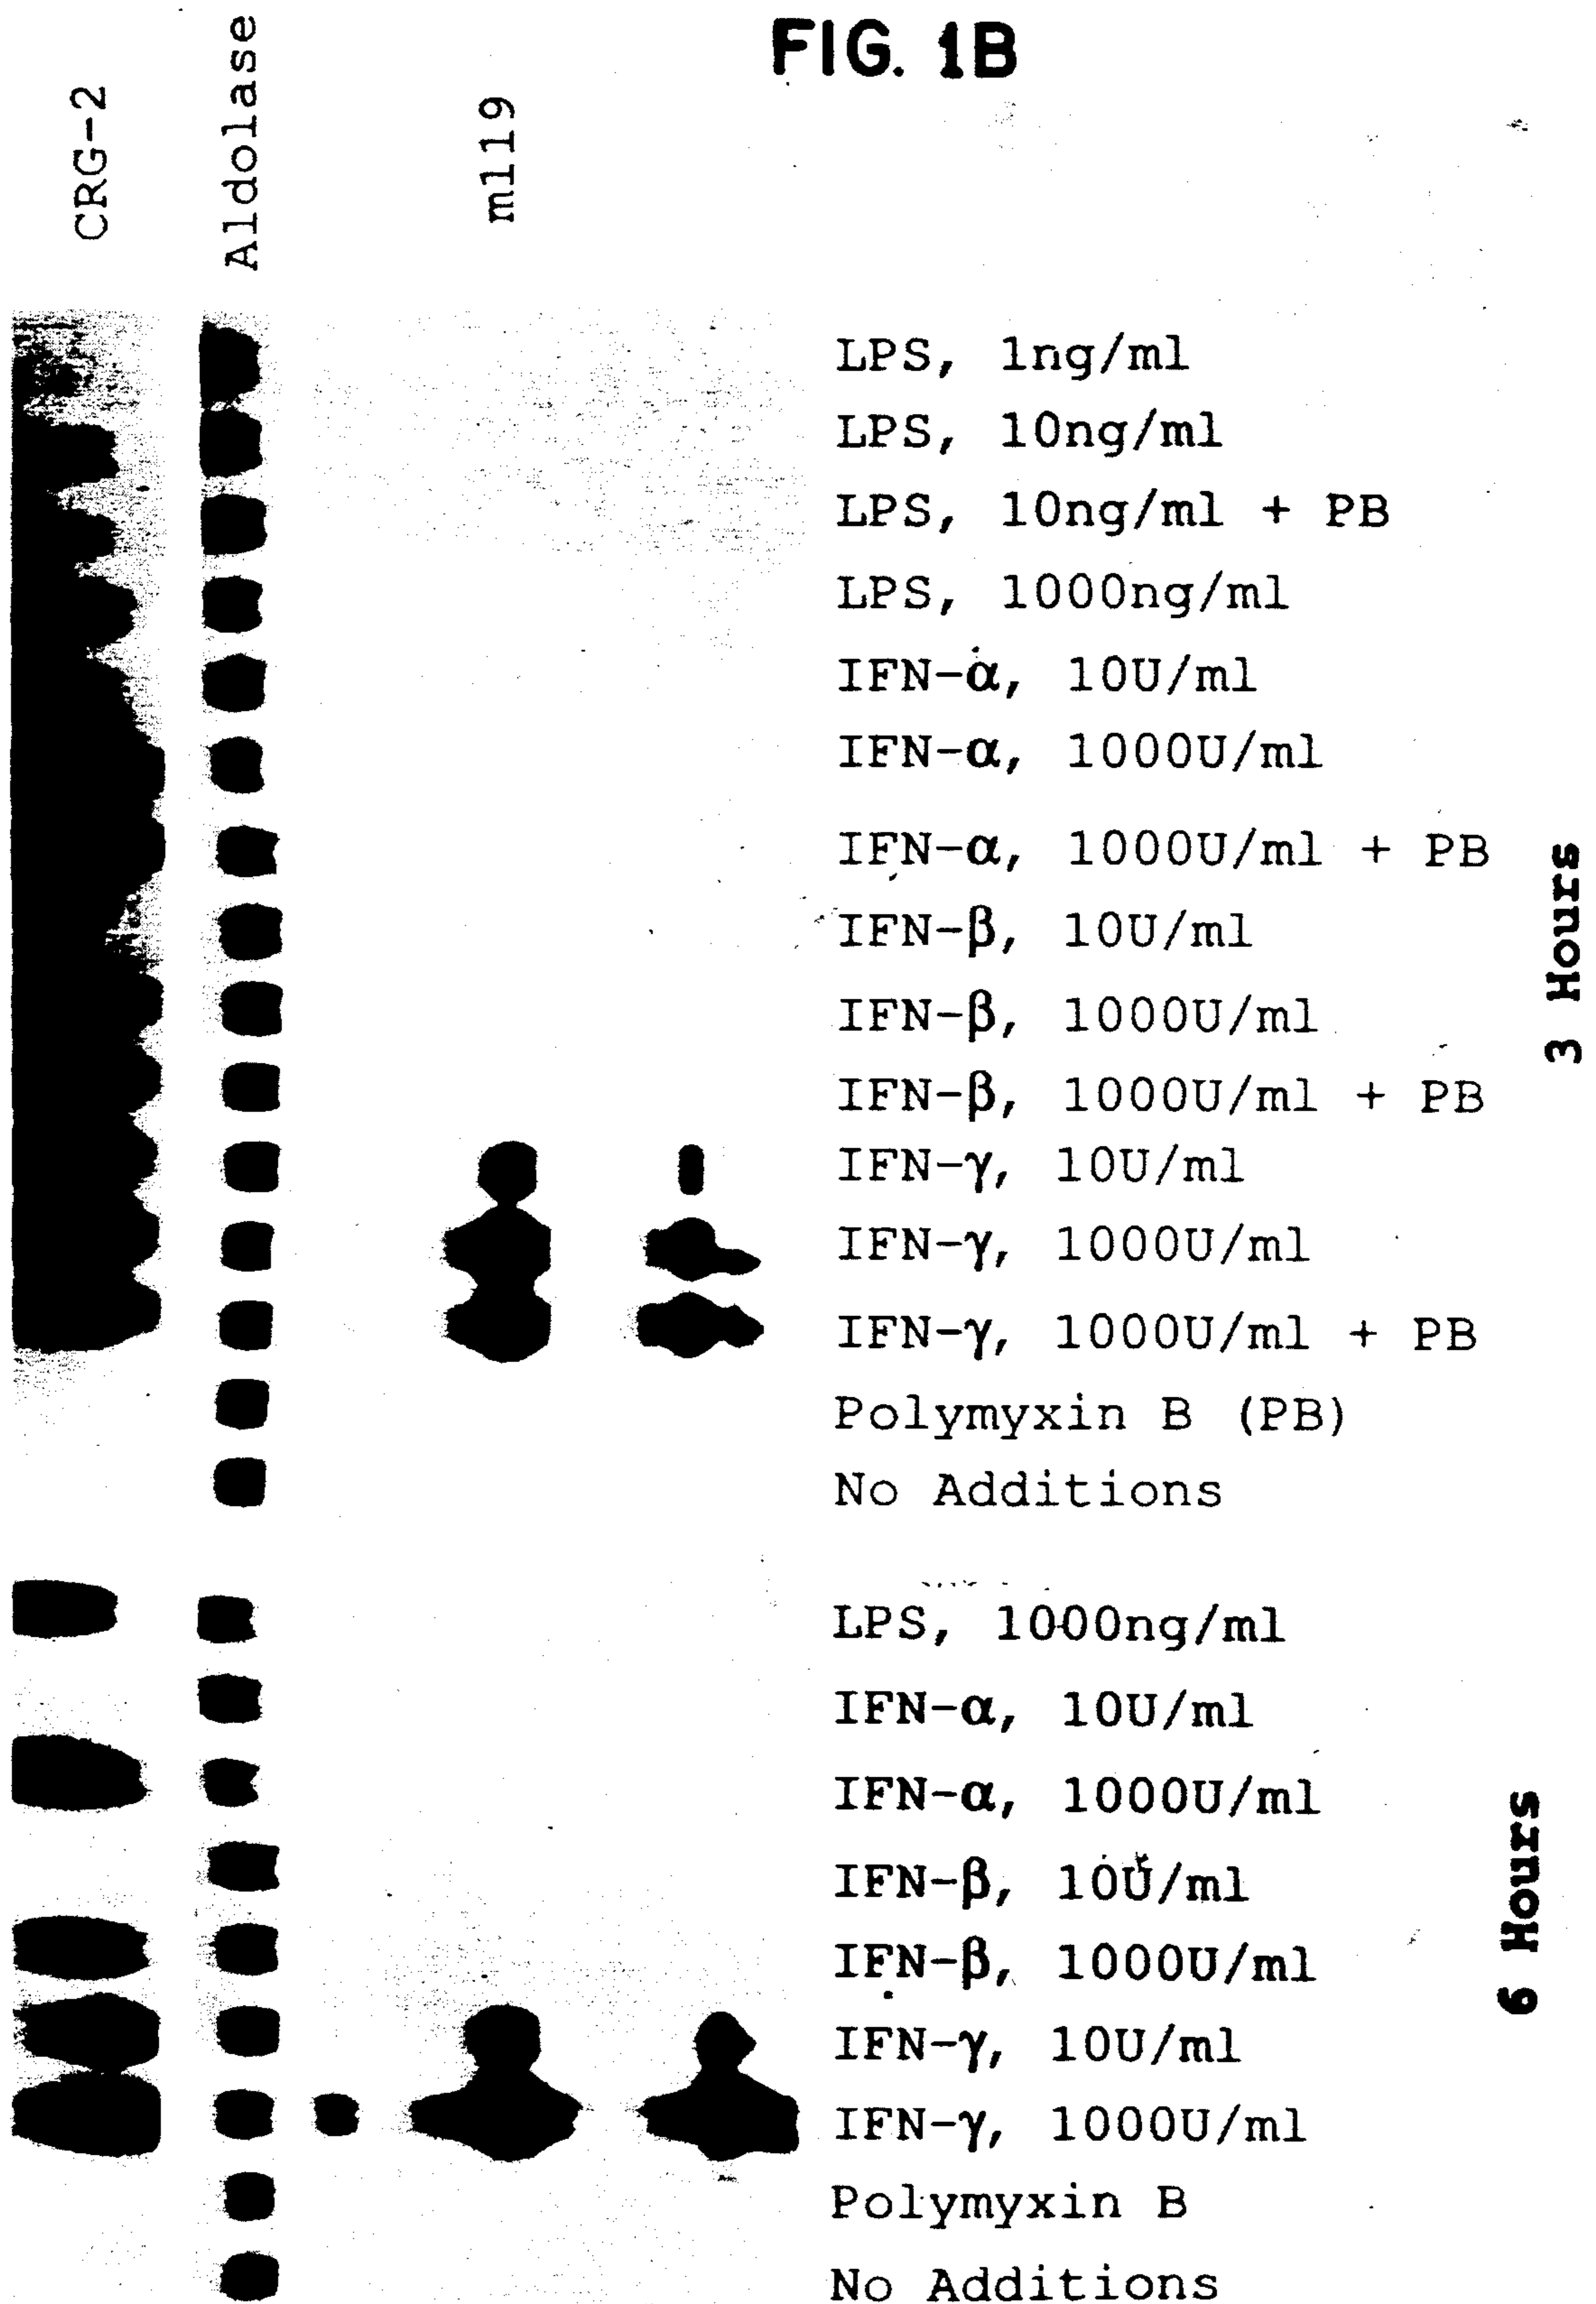 FIG. 1B
CRG-2
Aldolase
m119
LPS, 1ng/ml
LPS, 10ng/ml
LPS, 10ng/ml + PB
LPS, 1000ng/ml
IFN-α, 10U/ml
IFN-α, 1000U/ml
IFN-α, 1000U/ml + PB
IFN-β, 10U/ml
IFN-β, 1000U/ml
IFN-β, 1000U/ml + PB
IFN-γ, 10U/ml
IFN-γ, 1000U/ml
IFN-γ, 1000U/ml + PB
Polymyxin B (PB)
No Additions
3 Hours
LPS, 1000ng/ml
IFN-α, 10U/ml
IFN-α, 1000U/ml
IFN-β, 10U/ml
IFN-β, 1000U/ml
IFN-γ, 10U/ml
IFN-γ, 1000U/ml
Polymyxin B
No Additions
6 Hours